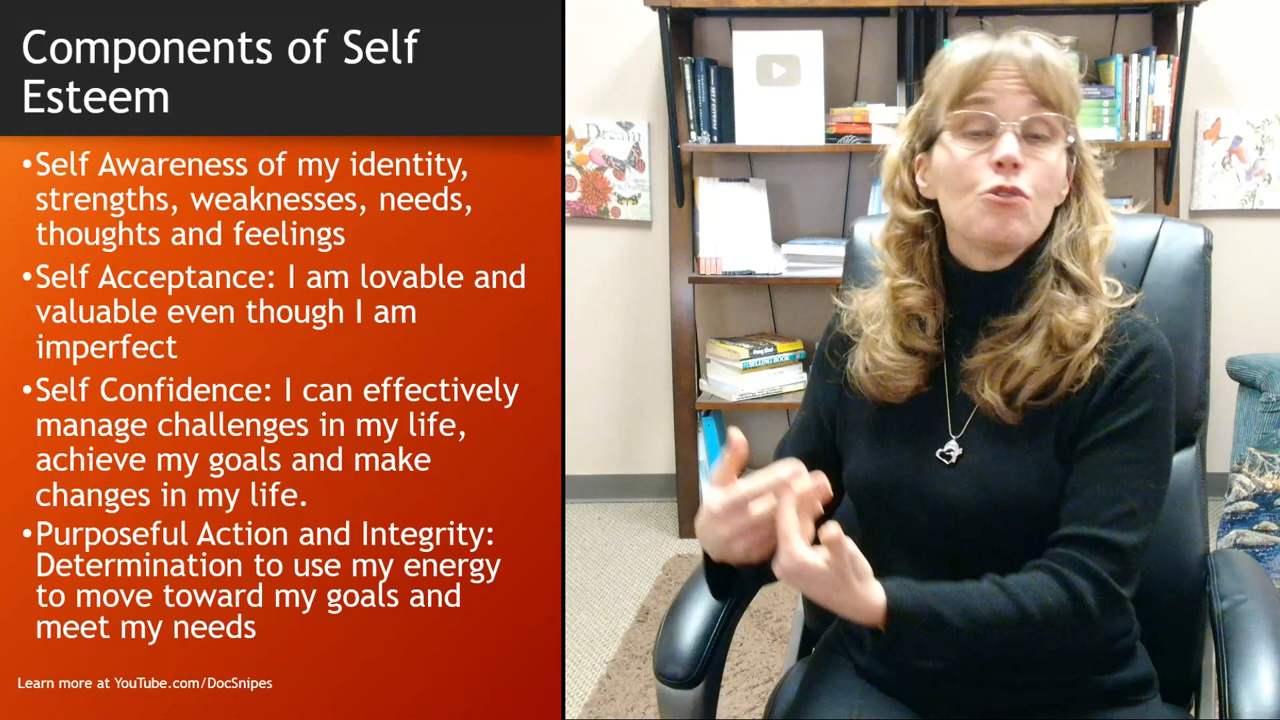 Components of Self
Esteem
•Self Awareness of my identity,
strengths, weaknesses, needs,
thoughts and feelings
•Self Acceptance: I am lovable and
valuable even though I am
imperfect
•Self Confidence: I can effectively
manage challenges in my life,
achieve my goals and make
changes in my life.
•Purposeful Action and Integrity:
Determination to use my energy
to move toward my goals and
meet my needs
Learn more at YouTube.com/DocSnipes
Dream